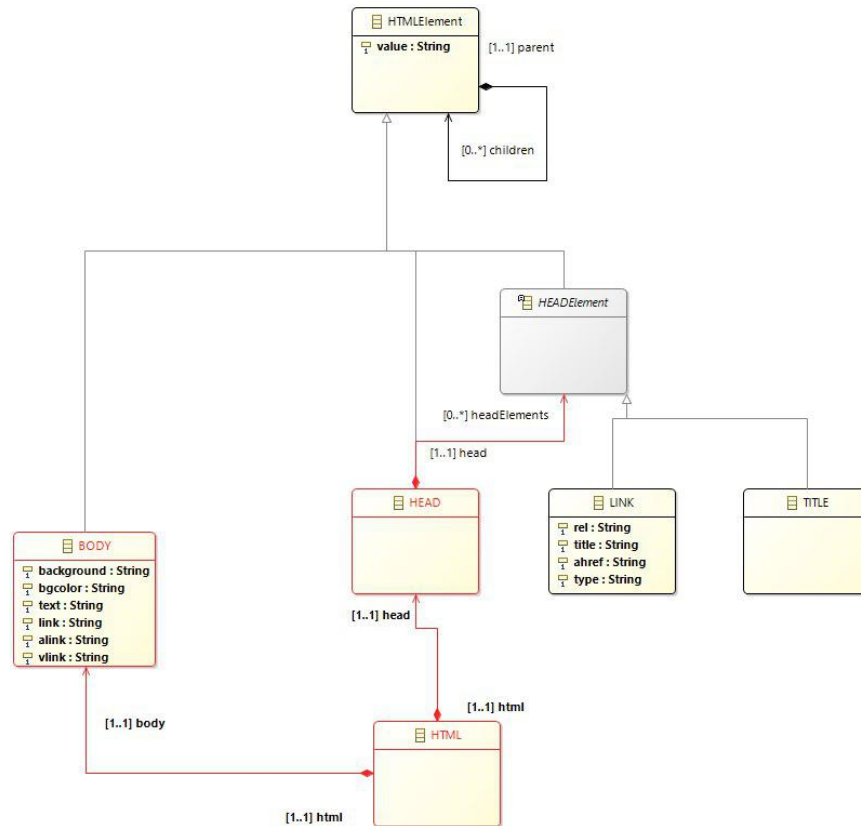 HTMLElement
value : String
[1..1] parent
[0..*] children
HEADElement
[0..*] headElements
[1..1] head
HEAD
LINK
rel : String
title : String
ahref : String
type : String
TITLE
BODY
background : String
bgcolor : String
text : String
link : String
alink : String
vlink : String
[1..1] head
[1..1] html
[1..1] body
HTML
[1..1] html